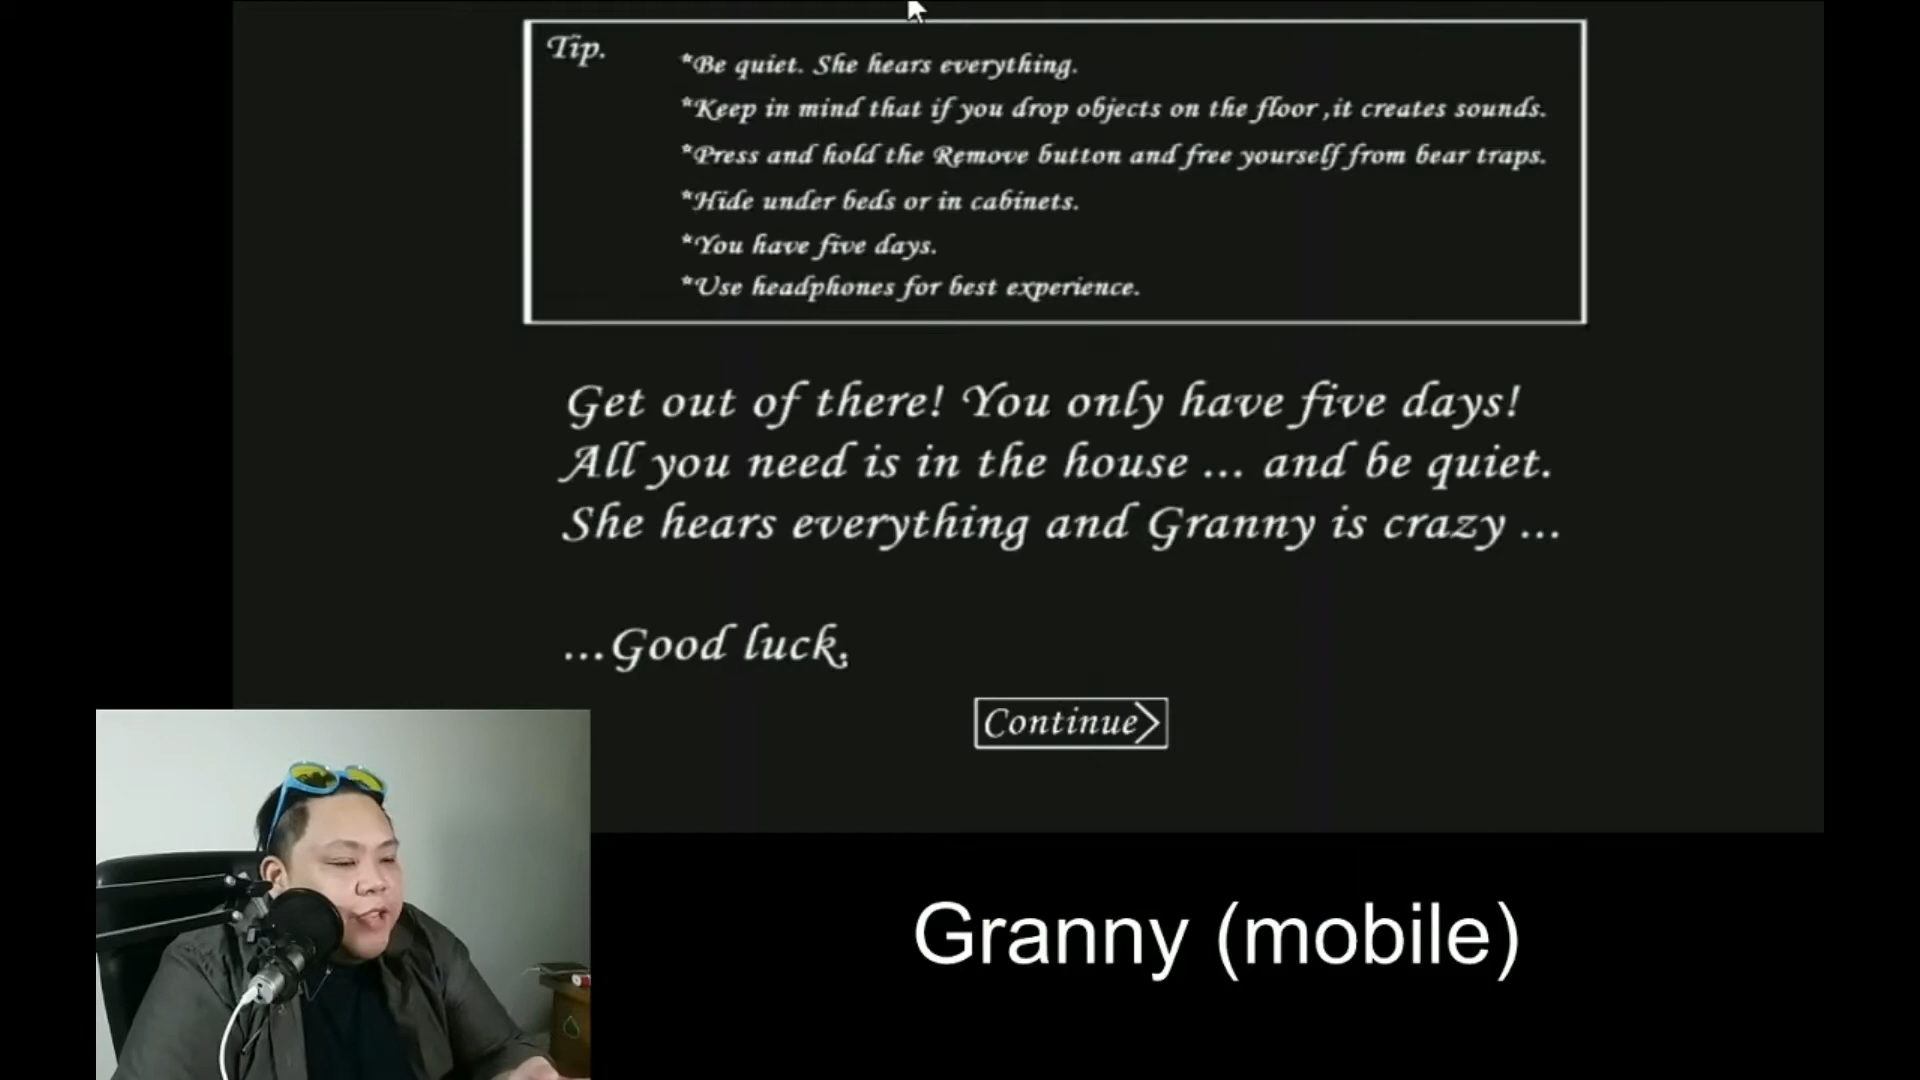 Tip.
*Be quiet. She hears everything.
*Keep in mind that if you drop objects on the floor ,it creates sounds.
*Press and hold the Remove button and free yourself from bear traps.
*Hide under beds or in cabinets.
*You have five days.
*Use headphones for best experience.
Get out of there! You only have five days!
All you need is in the house ... and be quiet.
She hears everything and Granny is crazy ...
...Good luck.
Continue>
Granny (mobile)